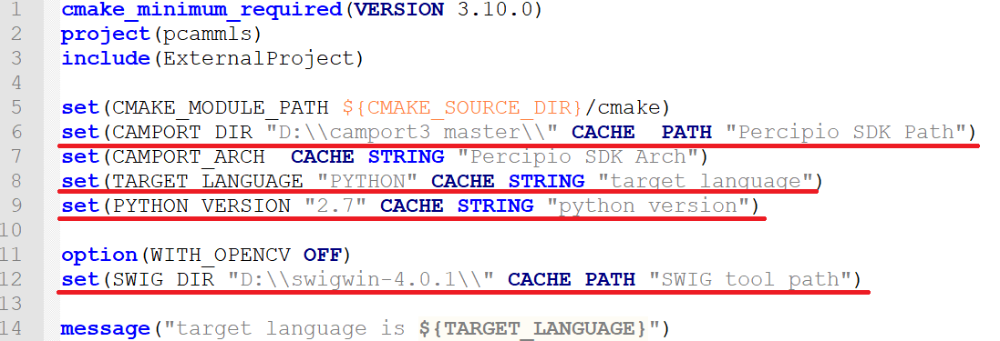 1 cmake_minimum_required(VERSION 3.10.0)
2 project(pcammls)
3 include(ExternalProject)
4
5 set(CMAKE_MODULE_PATH ${CMAKE_SOURCE_DIR}/cmake)
6 set(CAMPORT_DIR "D:\\camport3_master\\" CACHE  PATH "Percipio SDK Path")
7 set(CAMPORT_ARCH  CACHE STRING "Percipio SDK Arch")
8 set(TARGET_LANGUAGE "PYTHON" CACHE STRING "target language")
9 set(PYTHON_VERSION "2.7" CACHE STRING "python version")
10
11 option(WITH_OPENCV OFF)
12 set(SWIG_DIR "D:\\swigwin-4.0.1\\" CACHE PATH "SWIG tool path")
13
14 message("target language is ${TARGET_LANGUAGE}")